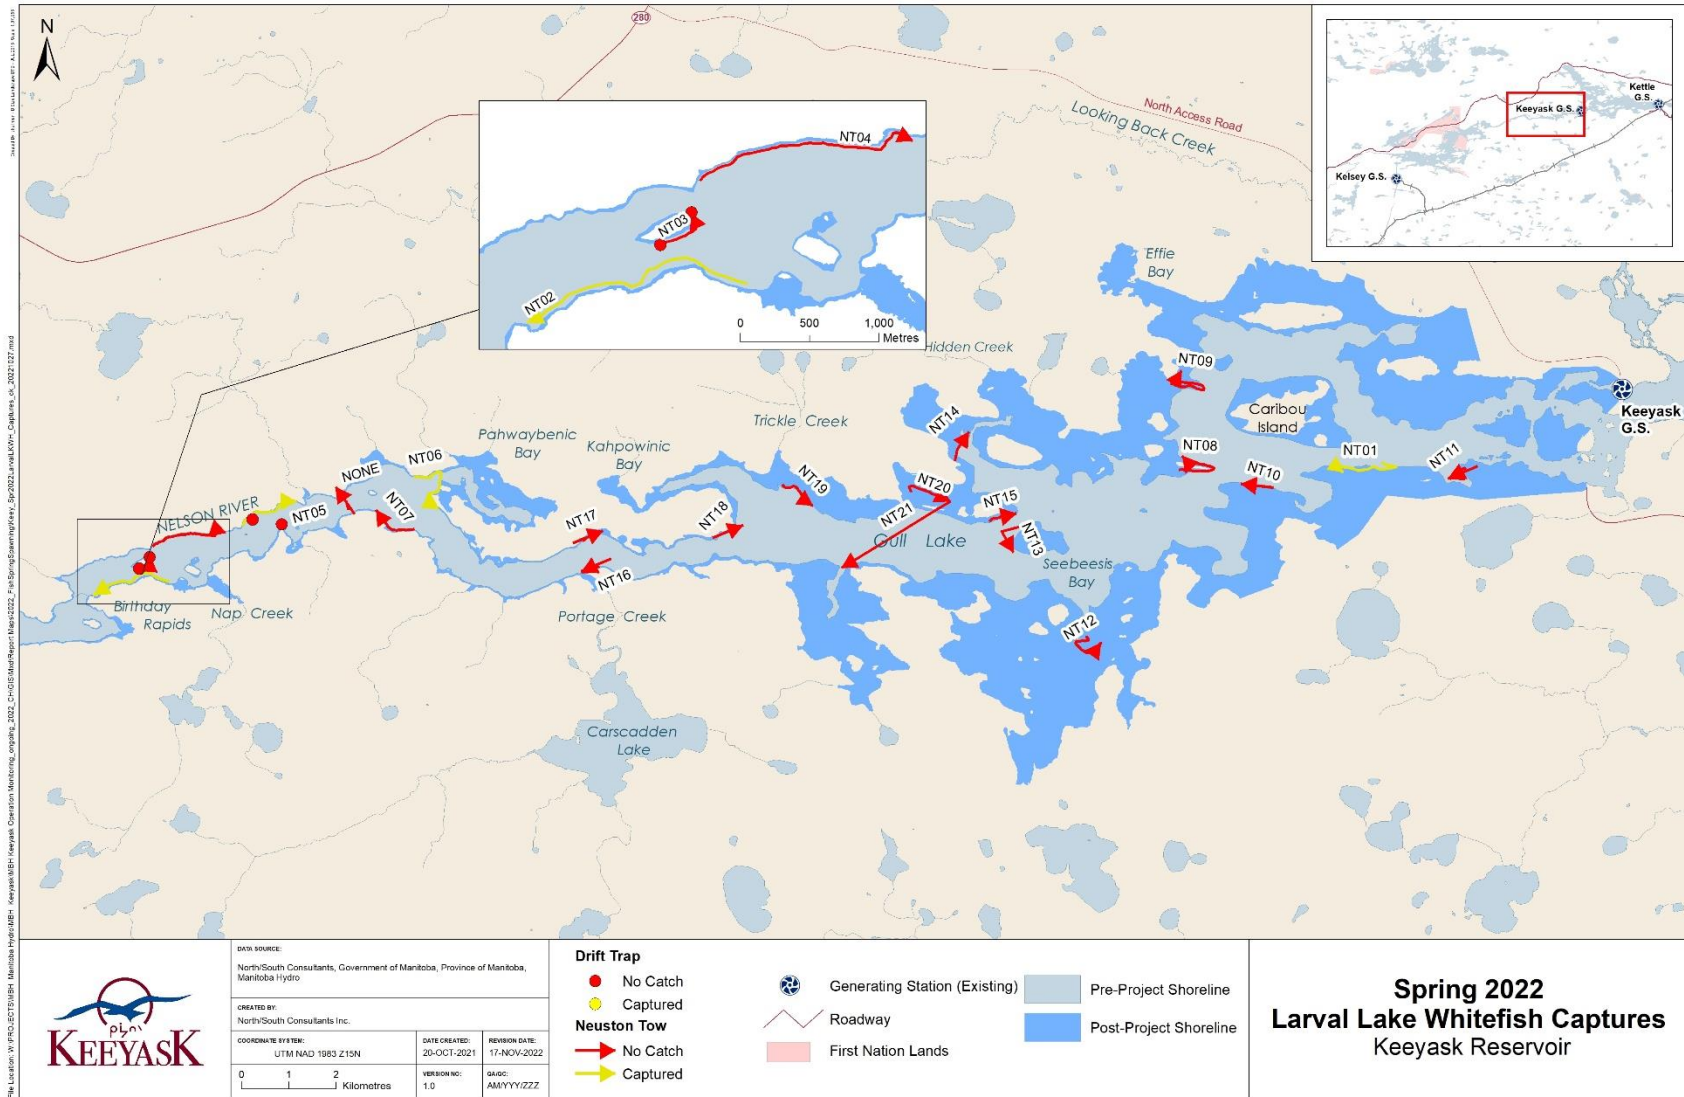 N
280
North Access Road
Looking Back Creek
Keeyask G.S.
Kettle
G.S.
Kelsey G.S.
NT04
NT03
NT02
0 500 1,000
Metres
Effie
Bay
Hidden Creek
NT09
Caribou
Island
Keeyask
G.S.
NT14
NT08
NT01
NT11
NT10
Trickle Creek
Kahpowinic
Bay
Pahwaybenic
Bay
NT06
NONE
NT07
NELSON RIVER
NT05
NT19
NT20
NT15
NT21
NT17
NT18
NT13
Gull Lake
Seebeesis
Bay
NT16
NT12
Birthday
Rapids
Nap Creek
Portage Creek
Carscadden
Lake
KEEYASK
DATA SOURCE:
North/South Consultants, Government of Manitoba, Province of Manitoba,
Manitoba Hydro
CREATED BY:
North/South Consultants Inc.
COORDINATE SYSTEM:
UTM NAD 1983 Z15N
DATE CREATED:
20-OCT-2021
REVISION DATE:
17-NOV-2022
0 1 2
Kilometres
VERSION NO:
1.0
QA/QC:
AM/YYY/ZZZ
Drift Trap
No Catch
Captured
Neuston Tow
No Catch
Captured
Generating Station (Existing)
Roadway
First Nation Lands
Pre-Project Shoreline
Post-Project Shoreline
Spring 2022
Larval Lake Whitefish Captures
Keeyask Reservoir